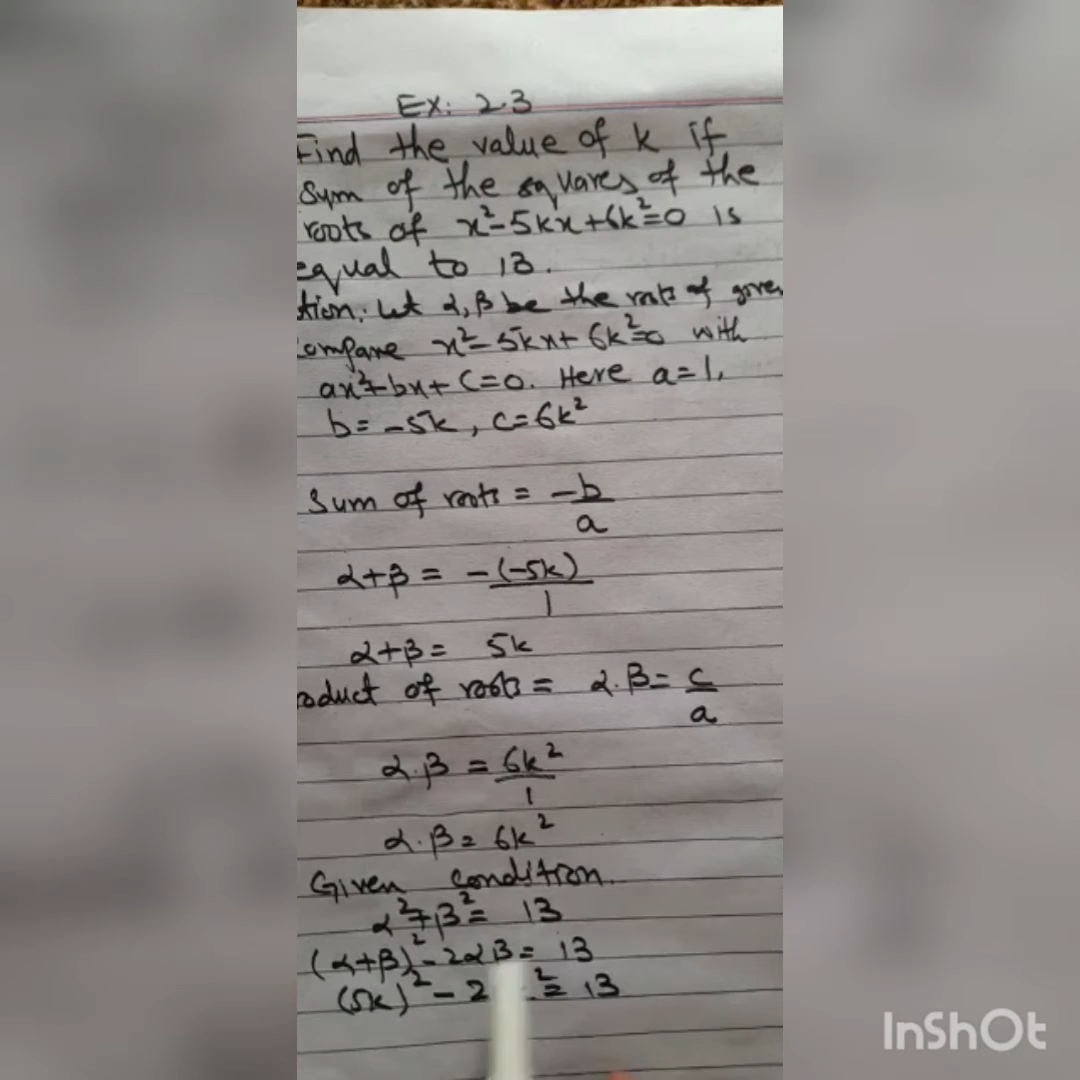 Ex: 2.3
Find the value of k if
sum of the squares of the
roots of x²-5kx+6k²=0 is
equal to 13.
tion: Let α, β be the roots of given
compare x²-5kx+6k²=0 with
ax²+bx+c=0. Here a=1,
b=-5k, c=6k²
Sum of roots = -b/a
α+β = -(-5k)/1
α+β = 5k
oduct of roots = α.β = c/a
α.β = 6k²/1
α.β = 6k²
Given condition.
α²+β² = 13
(α+β)²-2αβ = 13
(5k)² - 2 ² = 13
InShOt